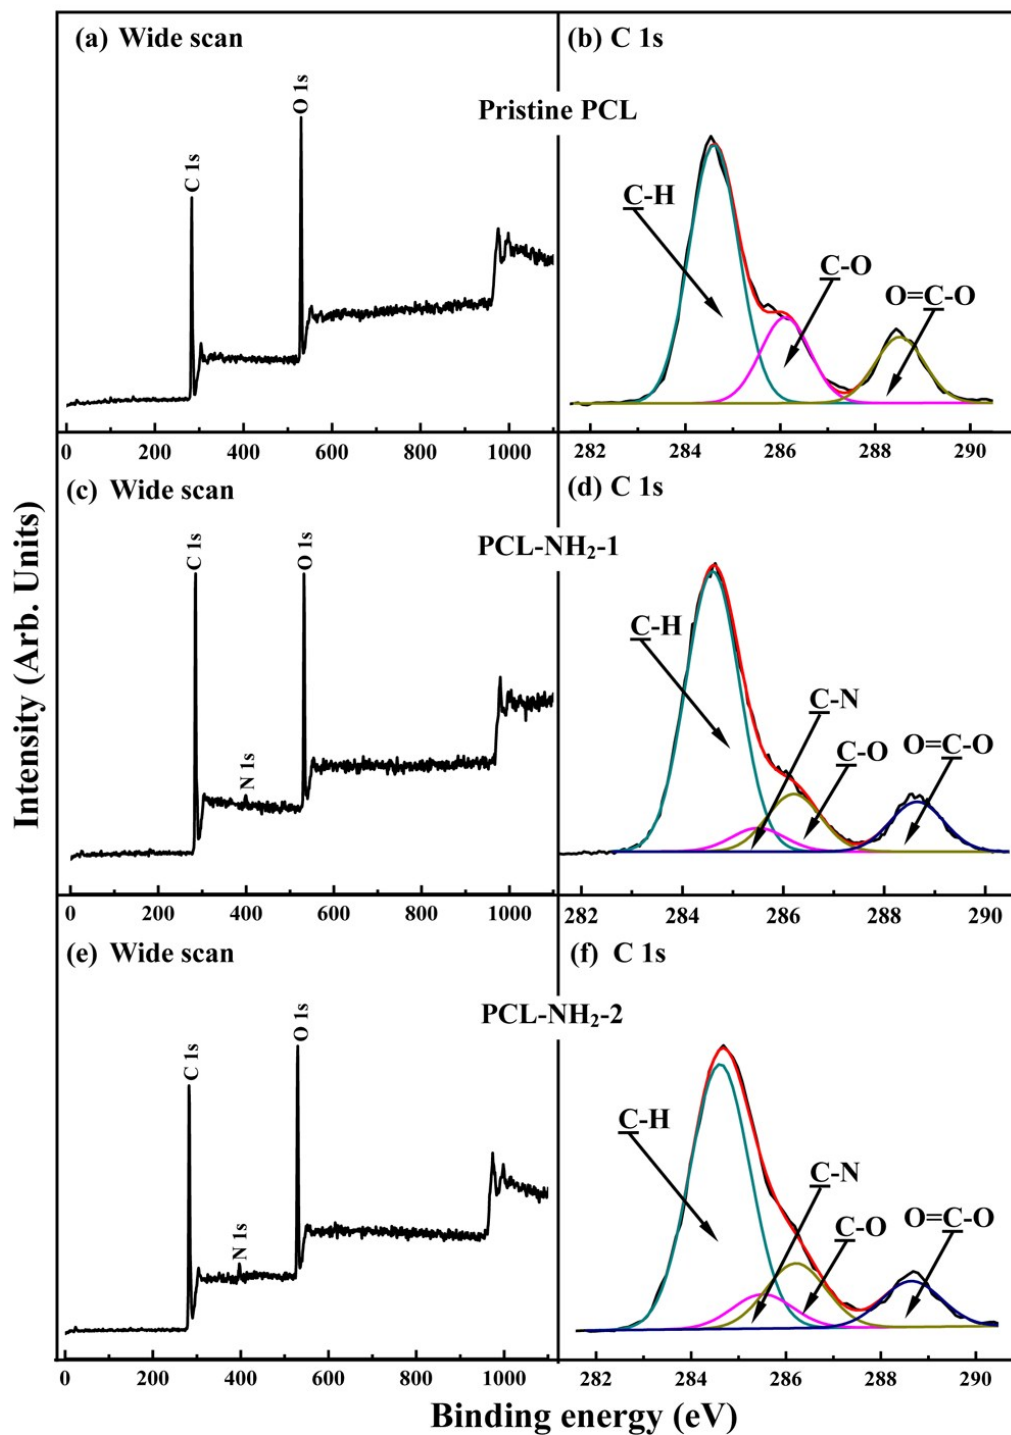 (a) Wide scan
(b) C 1s
Pristine PCL
C 1s
O 1s
C-H
C-O
O=C-O
0 200 400 600 800 1000
282 284 286 288 290
(c) Wide scan
(d) C 1s
PCL-NH₂-1
C 1s
N 1s
O 1s
C-H
C-N
C-O
O=C-O
0 200 400 600 800 1000
282 284 286 288 290
(e) Wide scan
(f) C 1s
PCL-NH₂-2
C 1s
N 1s
O 1s
C-H
C-N
C-O
O=C-O
0 200 400 600 800 1000
282 284 286 288 290
Intensity (Arb. Units)
Binding energy (eV)